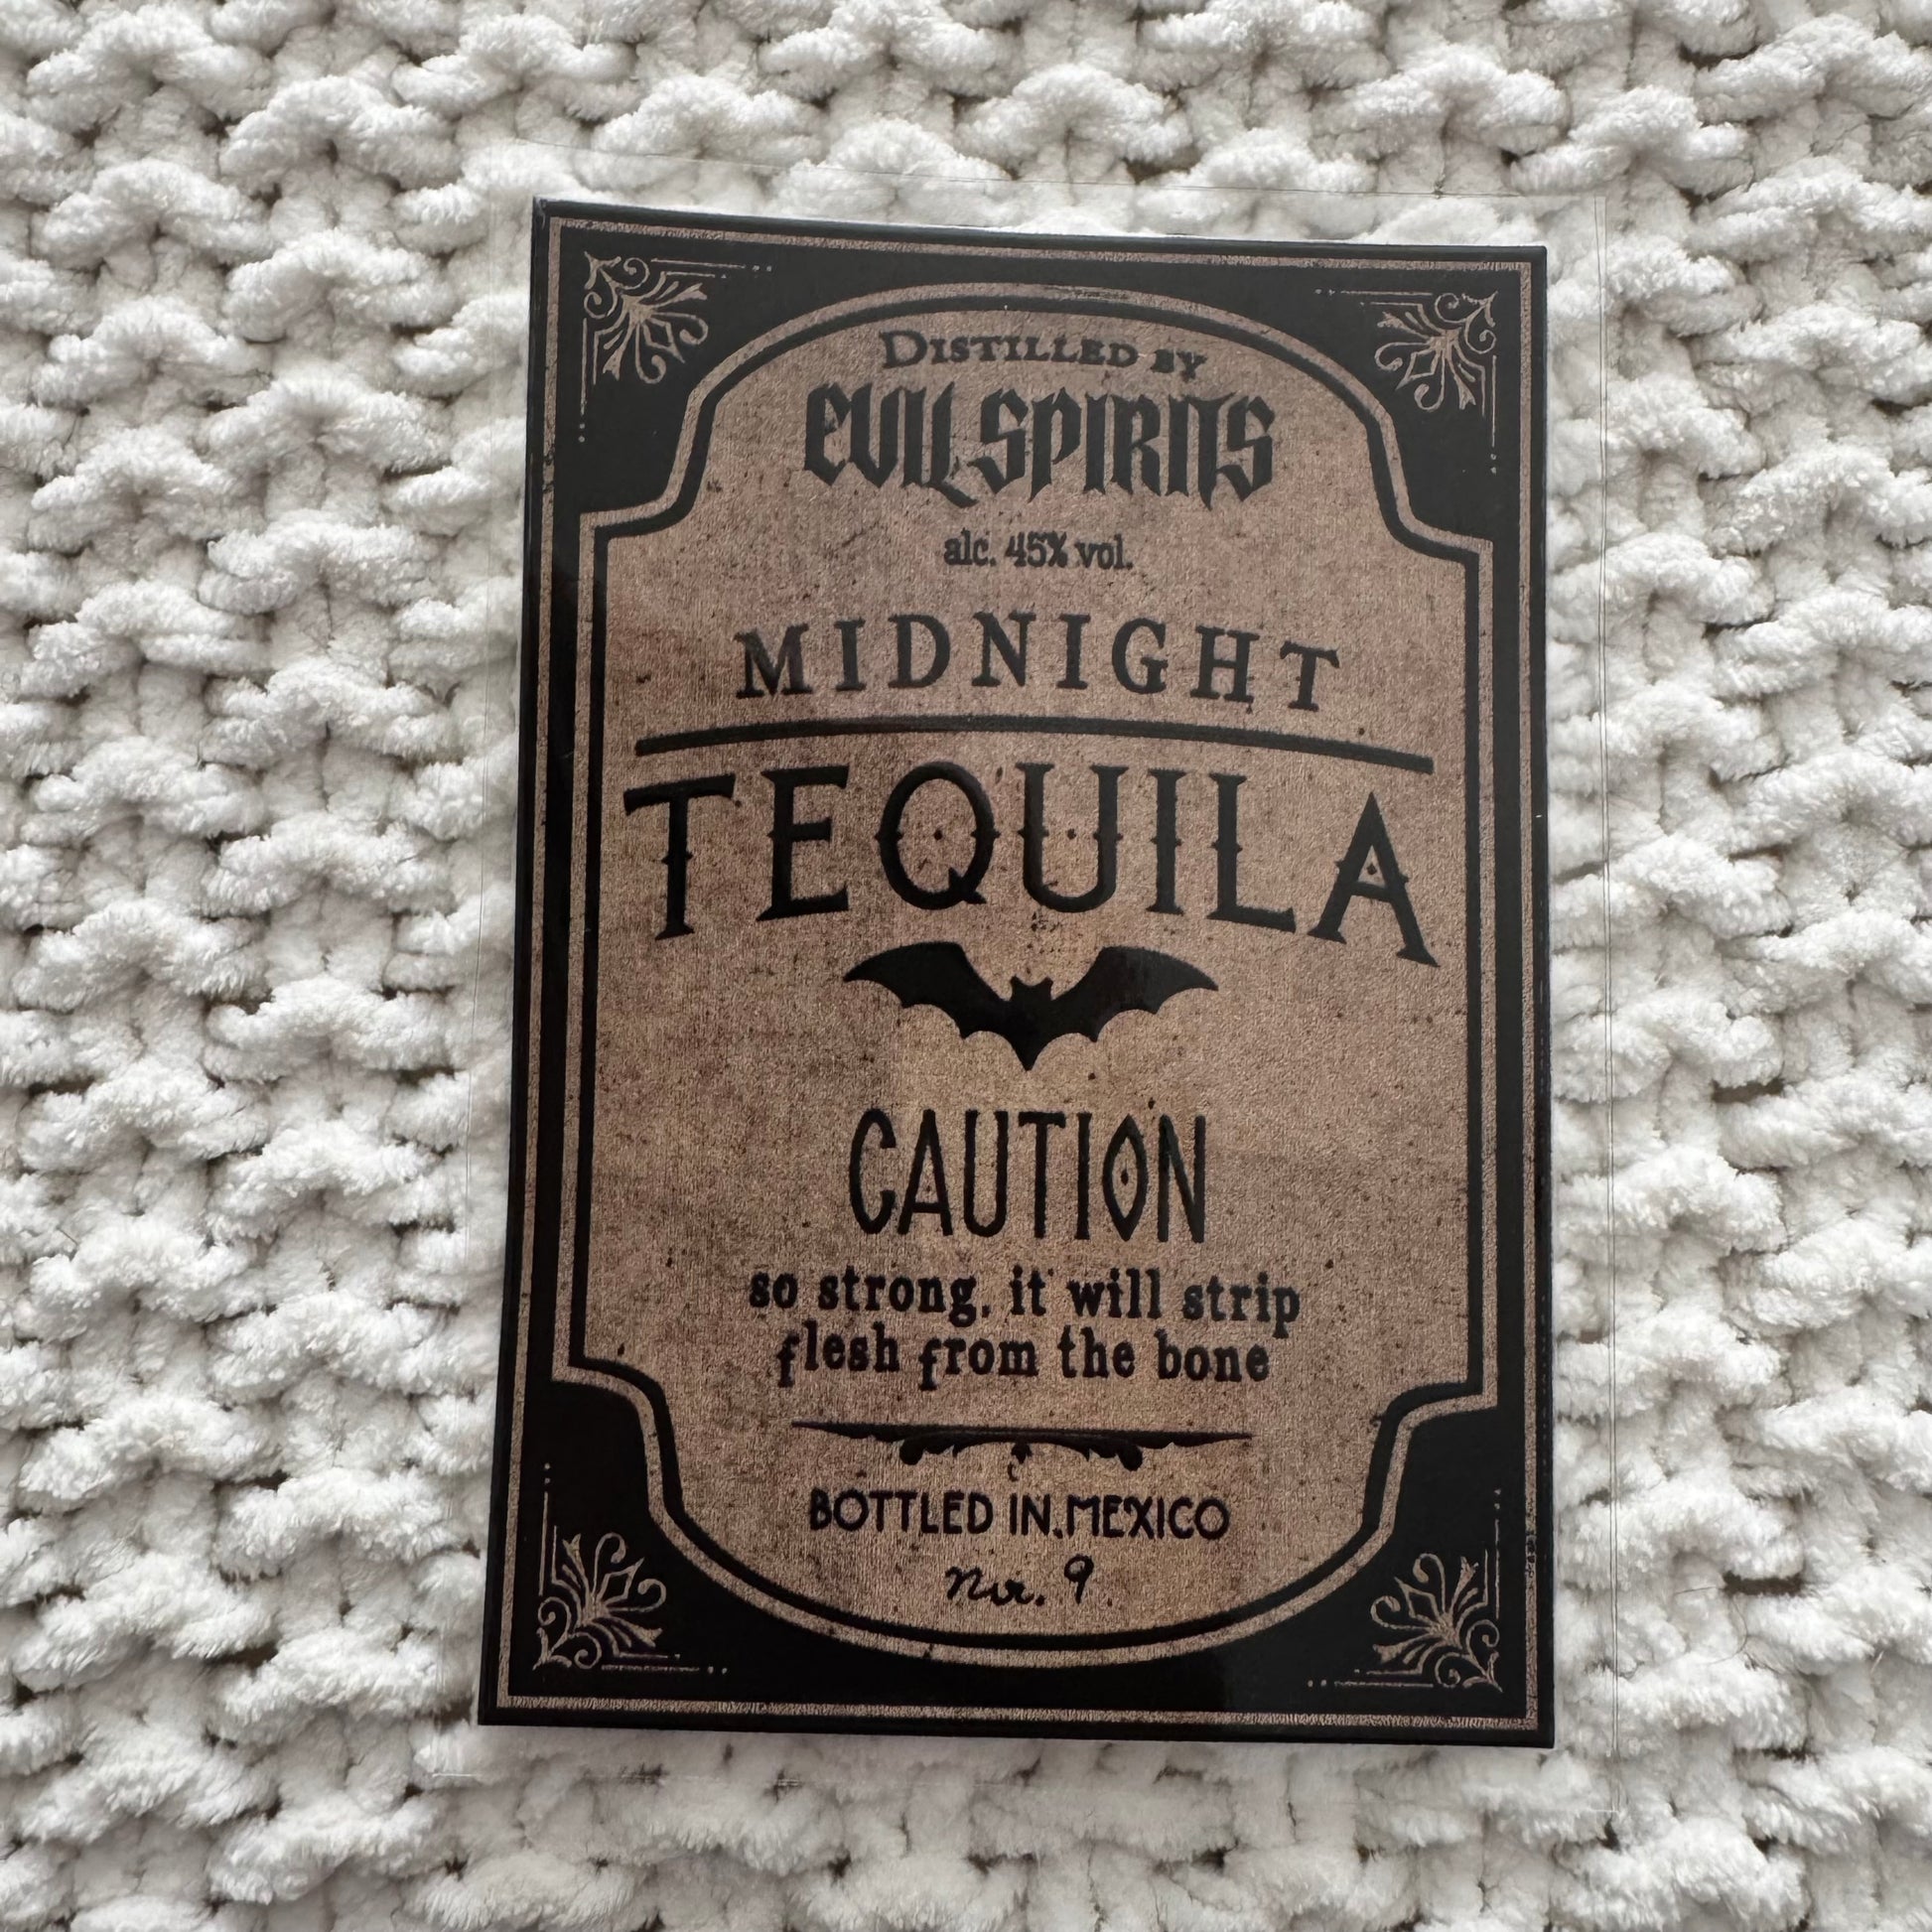 DISTILLED BY
EVIL SPIRITS
alc. 45% vol.
MIDNIGHT
TEQUILA
CAUTION
so strong, it will strip
flesh from the bone
BOTTLED IN MEXICO
Nr. 9